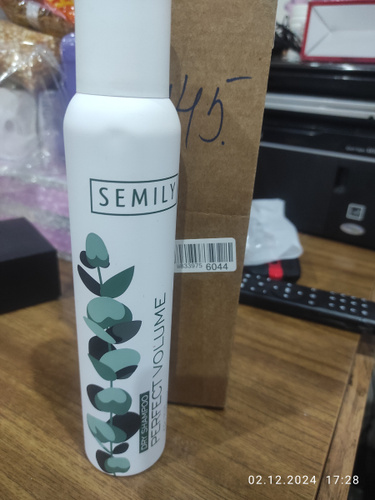 45.
SEMILY
6044
PERFECT VOLUME
DRY SHAMPOO
02.12.2024 17:28